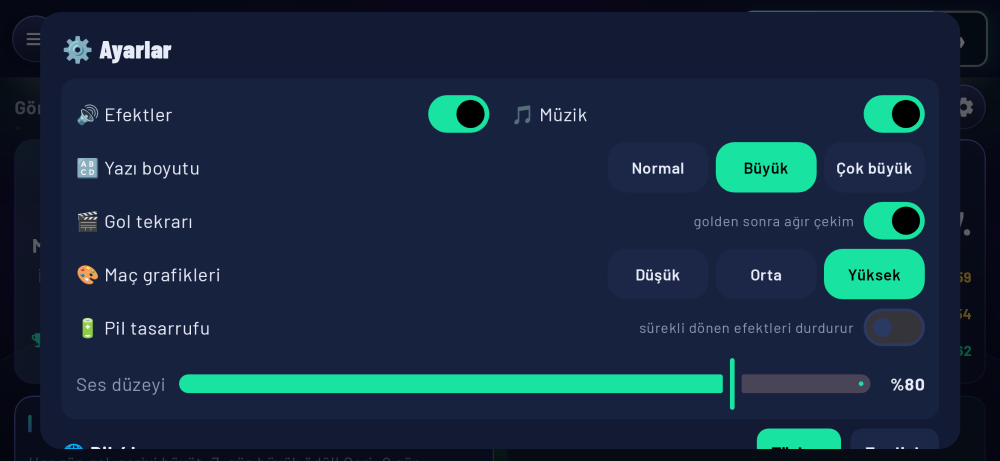 Ayarlar
Efektler
Müzik
Yazı boyutu
Normal
Büyük
Çok büyük
Gol tekrarı
golden sonra ağır çekim
Maç grafikleri
Düşük
Orta
Yüksek
Pil tasarrufu
sürekli dönen efektleri durdurur
Ses düzeyi
%80